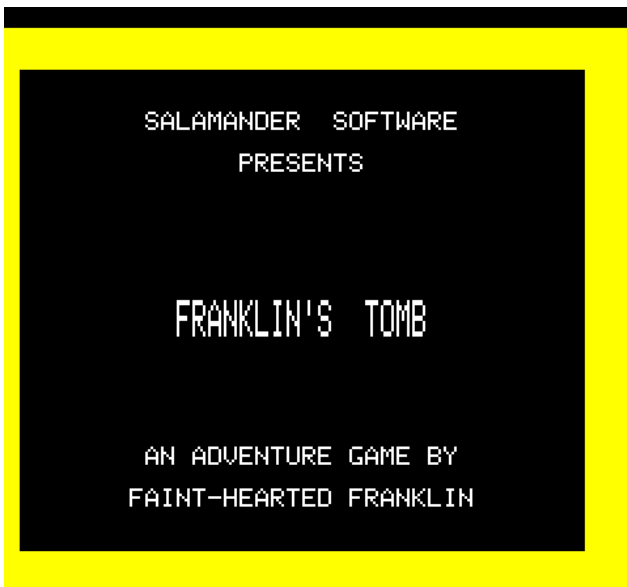 SALAMANDER SOFTWARE
PRESENTS
FRANKLIN'S TOMB
AN ADVENTURE GAME BY
FAINT-HEARTED FRANKLIN